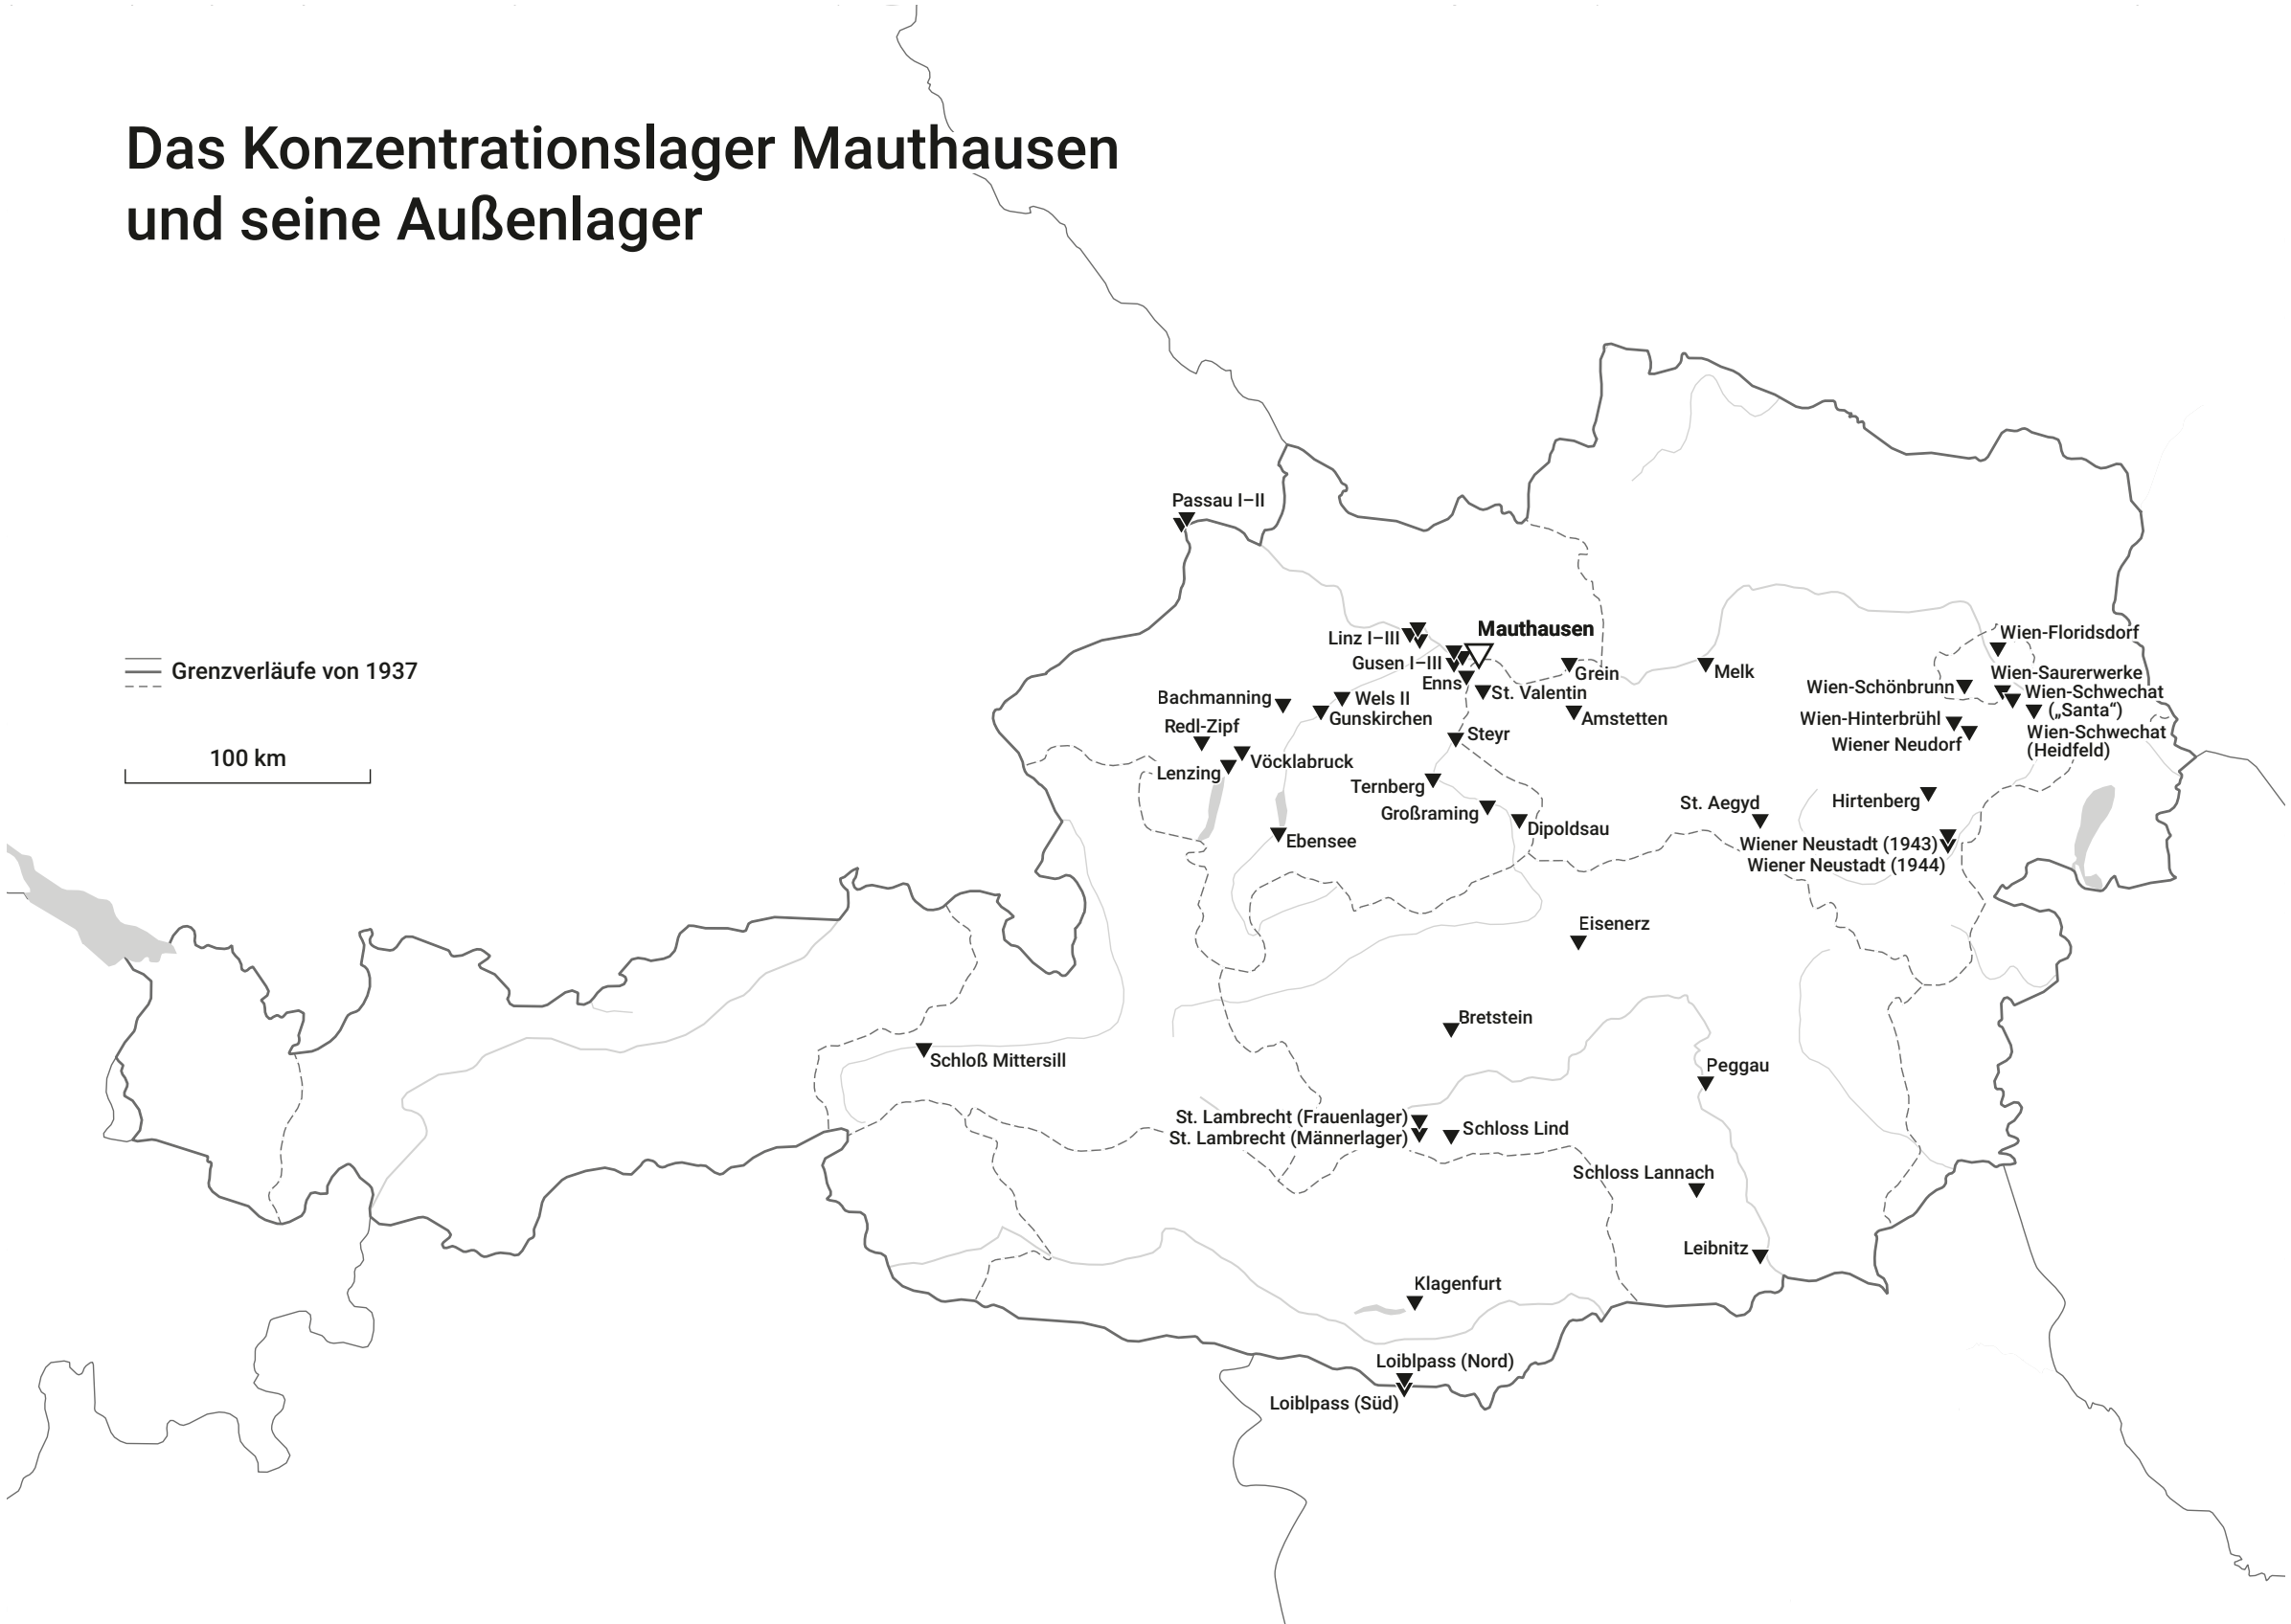 Das Konzentrationslager Mauthausen
und seine Außenlager
Passau I–II
Mauthausen
Linz I–III
Wien-Floridsdorf
Gusen I–III
Grenzverläufe von 1937
Grein
Melk
Wien-Saurerwerke
Enns
St. Valentin
Wien-Schönbrunn
Wien-Schwechat
(„Santa“)
Bachmanning
Wels II
Gunskirchen
Amstetten
Wien-Hinterbrühl
Redl-Zipf
Steyr
Wien-Schwechat
(Heidfeld)
Wiener Neudorf
100 km
Vöcklabruck
Lenzing
Ternberg
St. Aegyd
Hirtenberg
Großraming
Dipoldsau
Ebensee
Wiener Neustadt (1943)
Wiener Neustadt (1944)
Eisenerz
Bretstein
Schloß Mittersill
Peggau
St. Lambrecht (Frauenlager)
St. Lambrecht (Männerlager)
Schloss Lind
Schloss Lannach
Leibnitz
Klagenfurt
Loiblpass (Nord)
Loiblpass (Süd)